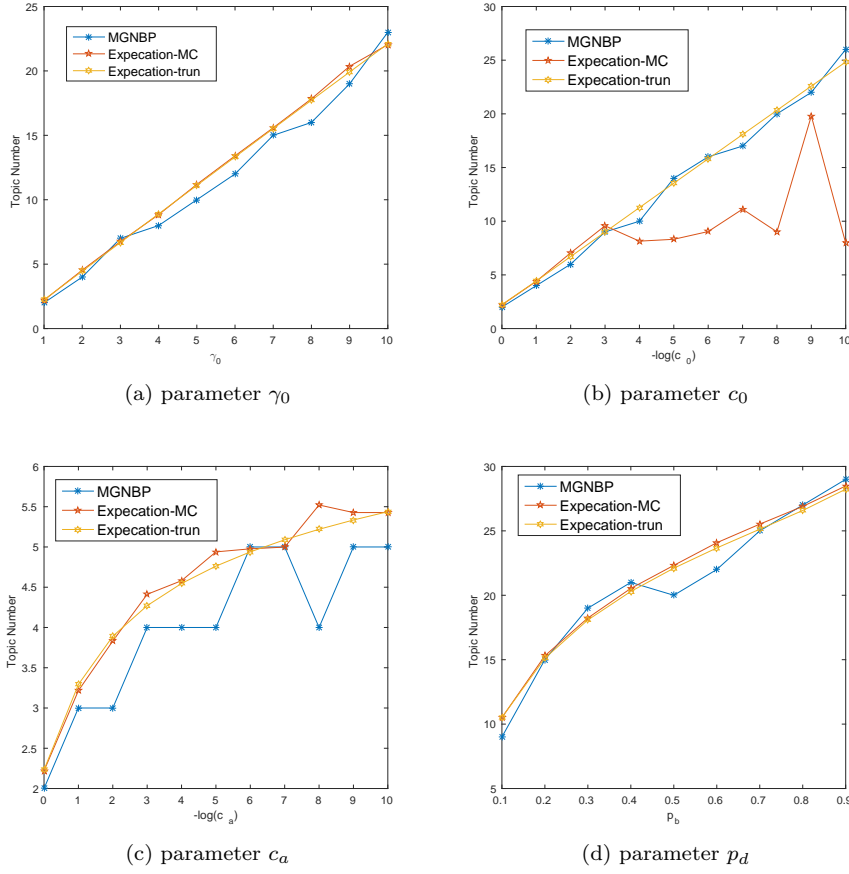 25
20
15
10
5
0
Topic Number
MGNBP
Expecation-MC
Expecation-trun
1 2 3 4 5 6 7 8 9 10
γ0
(a) parameter γ0
30
25
20
15
10
5
0
Topic Number
MGNBP
Expecation-MC
Expecation-trun
0 1 2 3 4 5 6 7 8 9 10
-log(c 0)
(b) parameter c0
6
5.5
5
4.5
4
3.5
3
2.5
2
Topic Number
MGNBP
Expecation-MC
Expecation-trun
0 1 2 3 4 5 6 7 8 9 10
-log(c a)
(c) parameter ca
30
25
20
15
10
5
Topic Number
MGNBP
Expecation-MC
Expecation-trun
0.1 0.2 0.3 0.4 0.5 0.6 0.7 0.8 0.9
pb
(d) parameter pd